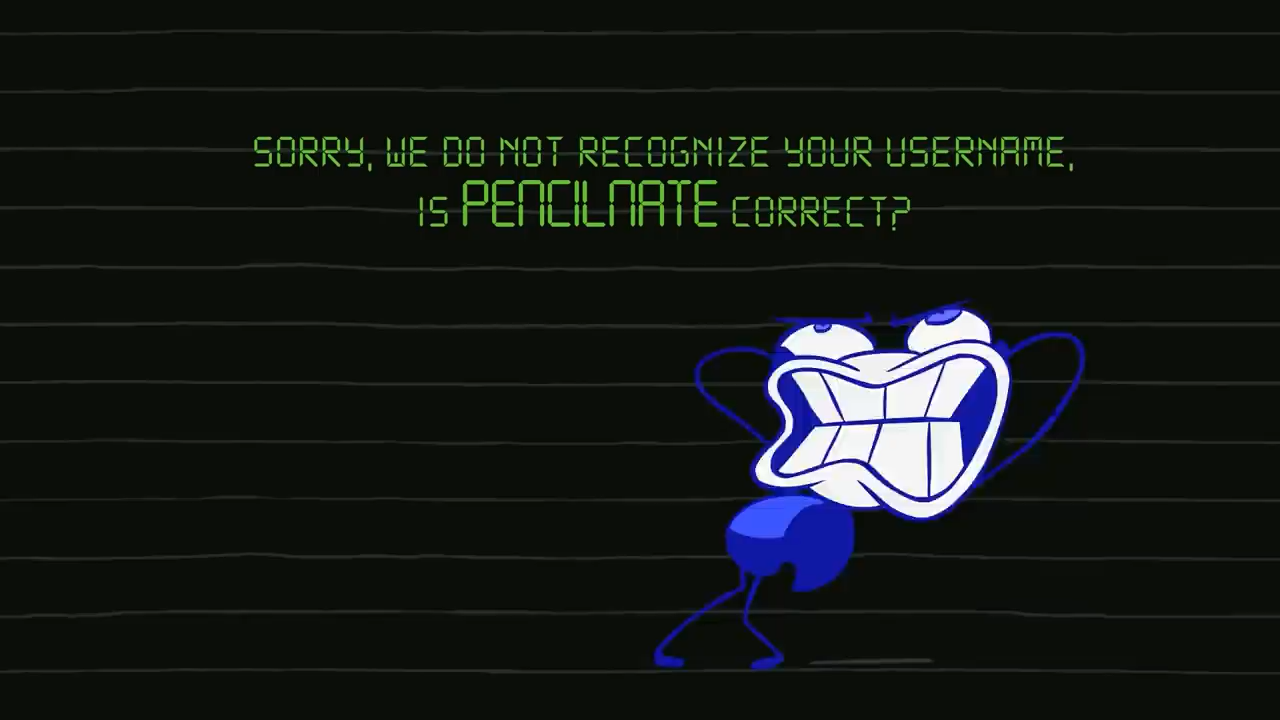 SORRY, WE DO NOT RECOGNIZE YOUR USERNAME,
IS PENCILNATE CORRECT?